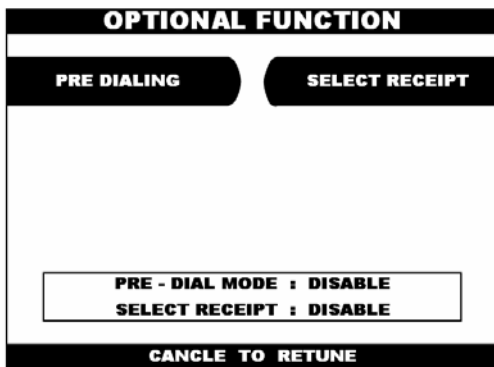 OPTIONAL FUNCTION
PRE DIALING
SELECT RECEIPT
PRE - DIAL MODE : DISABLE
SELECT RECEIPT : DISABLE
CANCLE TO RETUNE